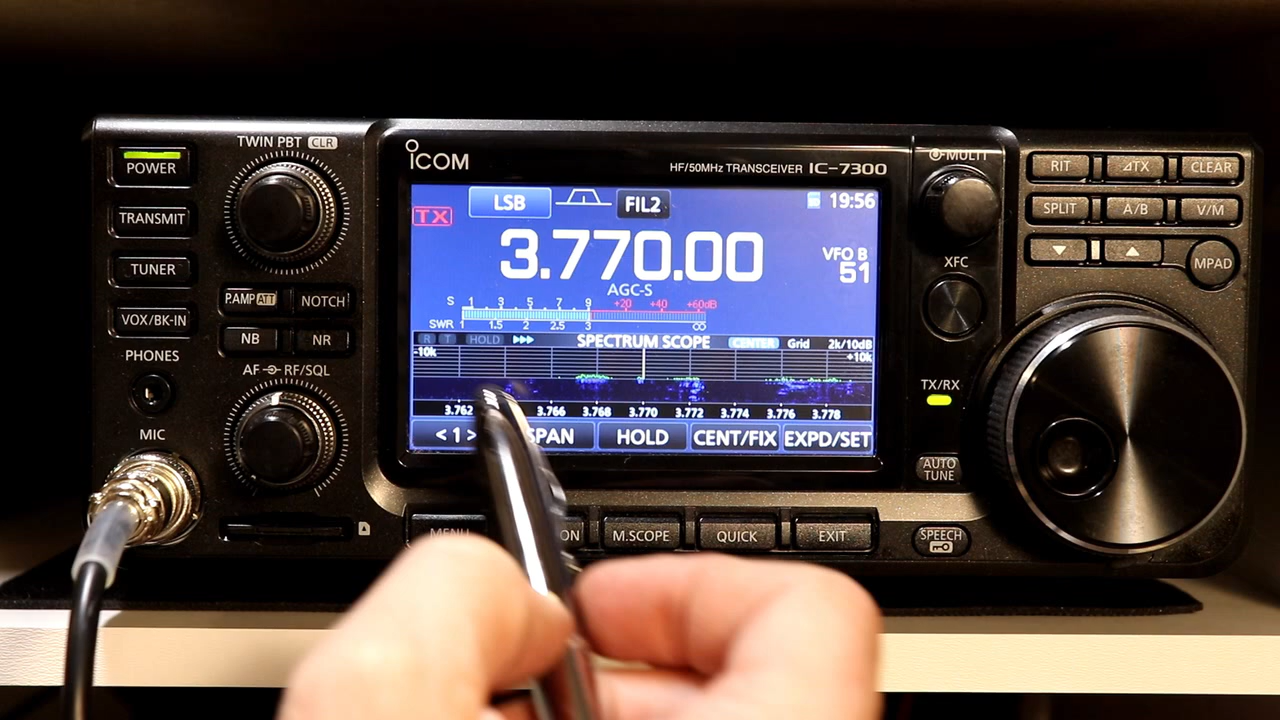 TWIN PBT CLR
POWER
TRANSMIT
TUNER
VOX/BK-IN
P.AMP ATT NOTCH
NB NR
PHONES
AF RF/SQL
MIC
ICOM
HF/50MHz TRANSCEIVER IC-7300
TX LSB FIL2 19:56
3.770.00
VFO B
51
AGC-S
S 1 3 5 7 9 +20 +40 +60dB
SWR 1 1.5 2 2.5 3 ∞
R T HOLD SPECTRUM SCOPE CENTER Grid 2k/10dB
-10k +10k
3.762 3.766 3.768 3.770 3.772 3.774 3.776 3.778
< 1 > SPAN HOLD CENT/FIX EXPD/SET
MENU M.SCOPE QUICK EXIT
MULTI
XFC
TX/RX
AUTO
TUNE
SPEECH
RIT ⊿TX CLEAR
SPLIT A/B V/M
MPAD